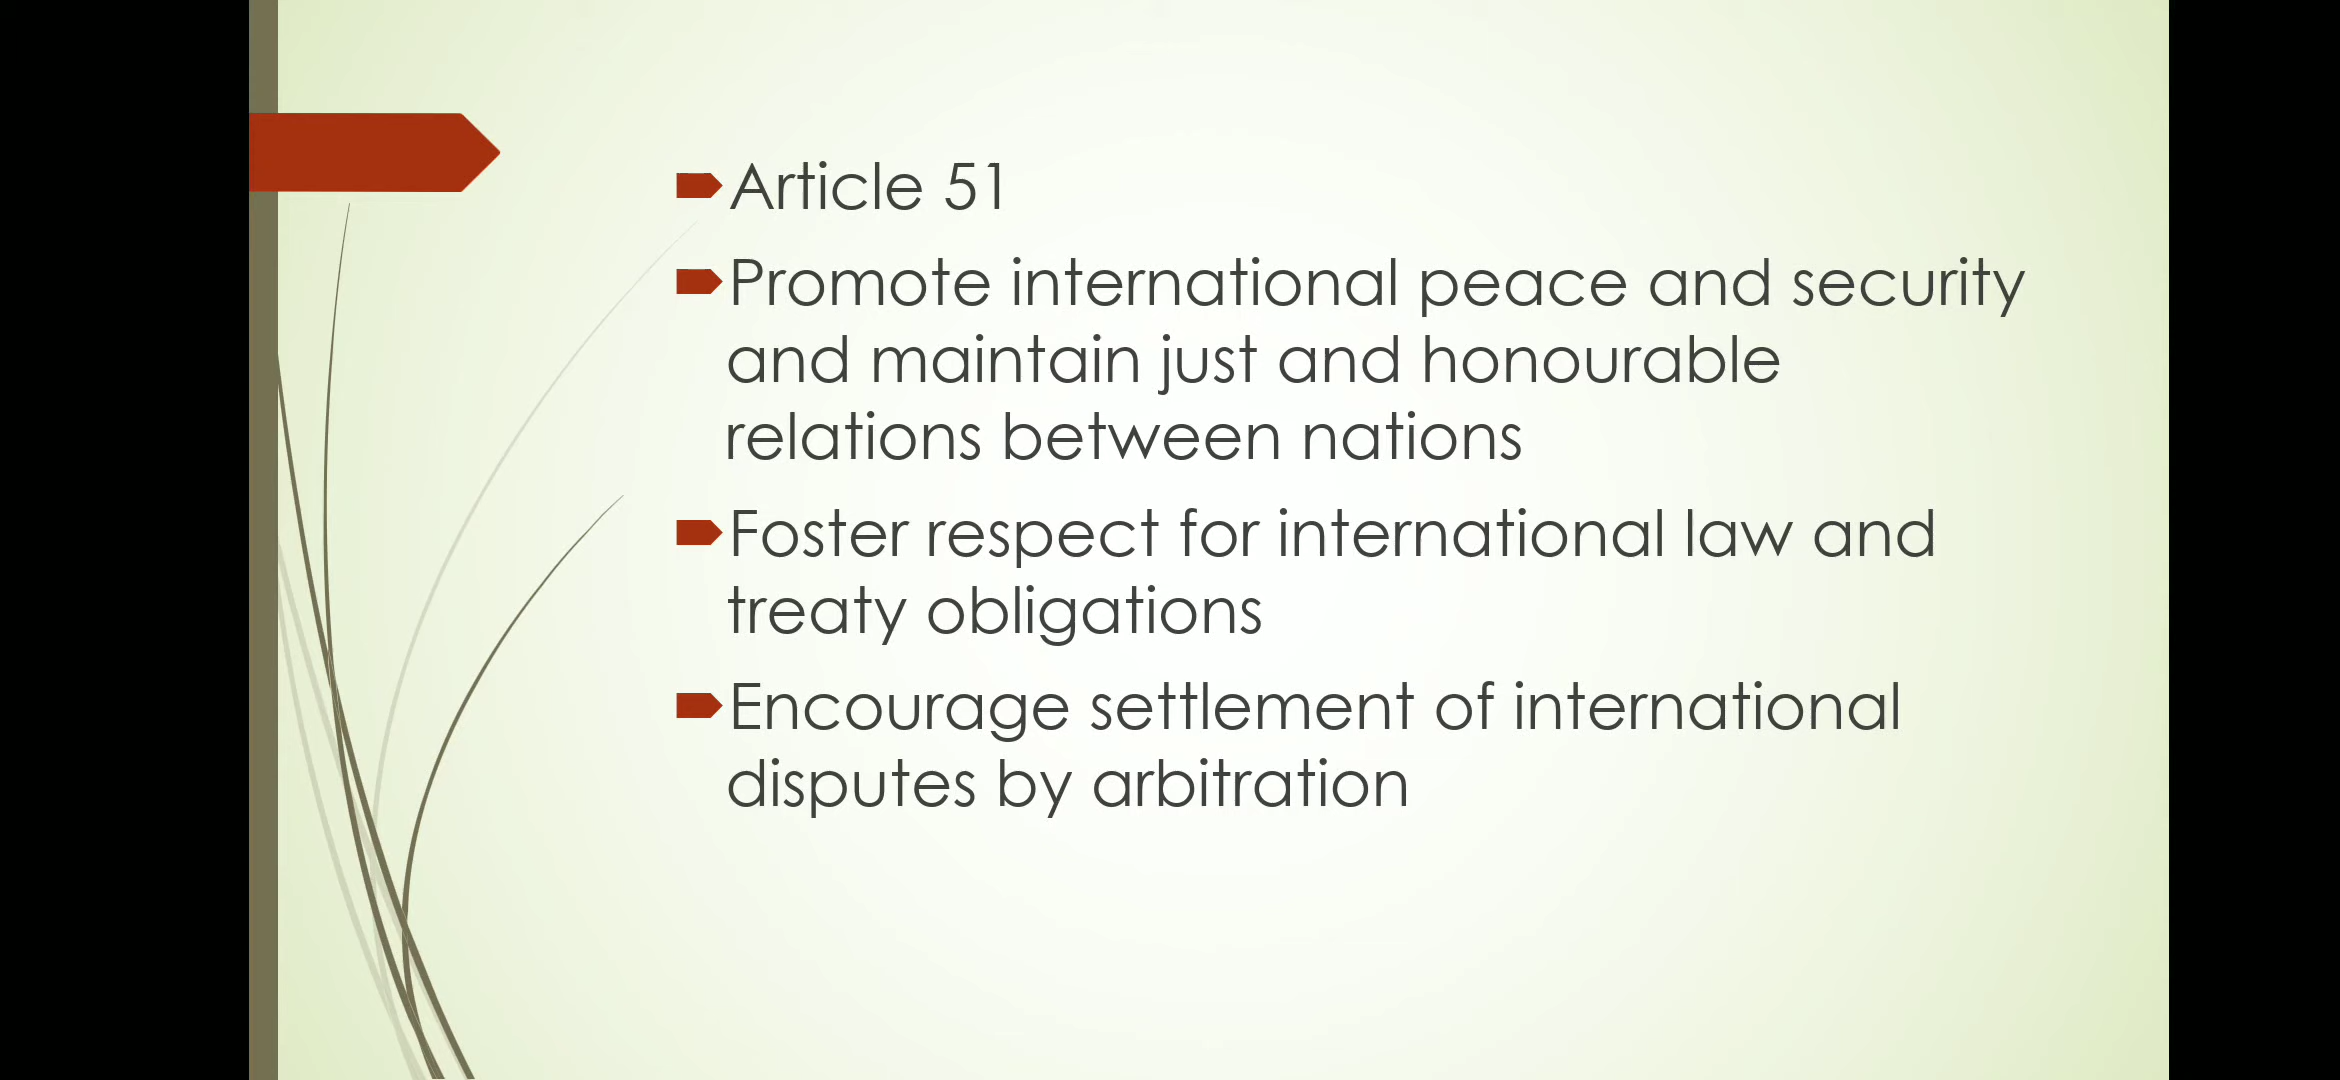 Article 51
Promote international peace and security
and maintain just and honourable
relations between nations
Foster respect for international law and
treaty obligations
Encourage settlement of international
disputes by arbitration